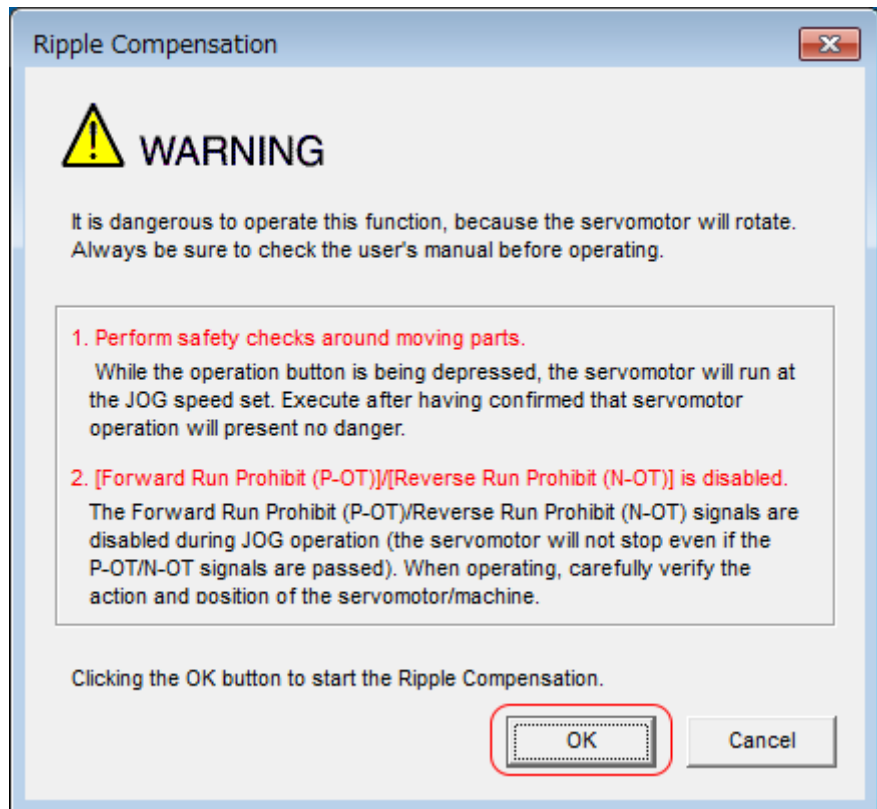 Ripple Compensation
WARNING
It is dangerous to operate this function, because the servomotor will rotate.
Always be sure to check the user's manual before operating.
1. Perform safety checks around moving parts.
While the operation button is being depressed, the servomotor will run at
the JOG speed set. Execute after having confirmed that servomotor
operation will present no danger.
2. [Forward Run Prohibit (P-OT)]/[Reverse Run Prohibit (N-OT)] is disabled.
The Forward Run Prohibit (P-OT)/Reverse Run Prohibit (N-OT) signals are
disabled during JOG operation (the servomotor will not stop even if the
P-OT/N-OT signals are passed). When operating, carefully verify the
action and position of the servomotor/machine.
Clicking the OK button to start the Ripple Compensation.
OK
Cancel